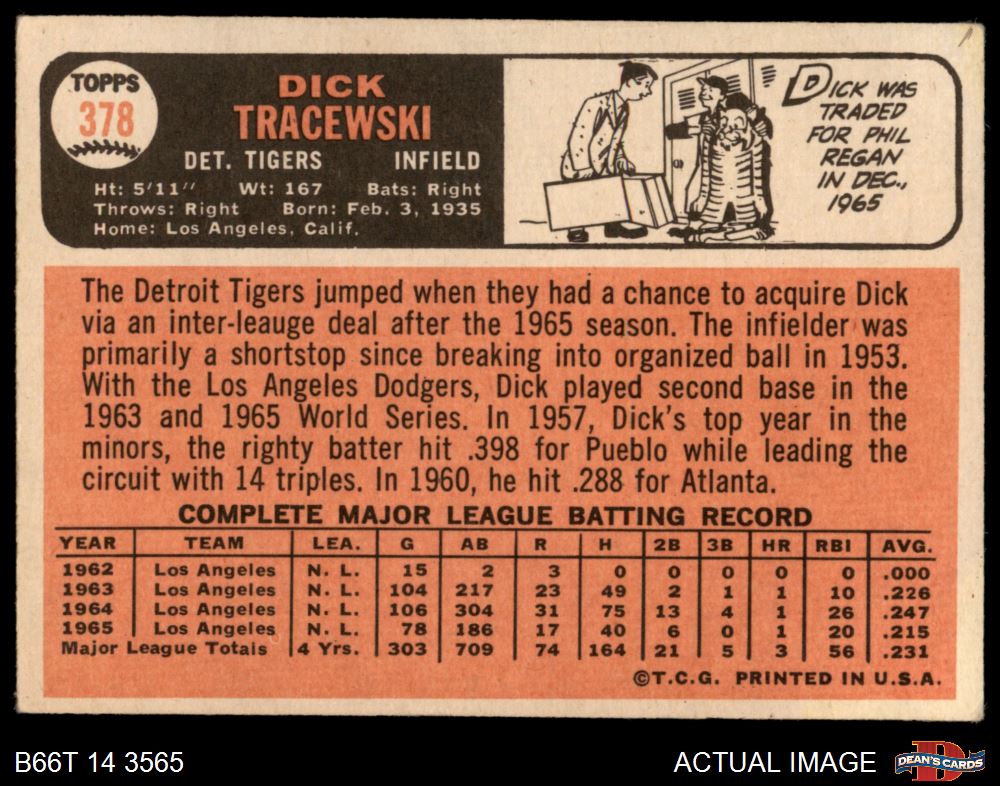 TOPPS
378
DICK
TRACEWSKI
DET. TIGERS INFIELD
Ht: 5'11" Wt: 167 Bats: Right
Throws: Right Born: Feb. 3, 1935
Home: Los Angeles, Calif.
DICK WAS
TRADED
FOR PHIL
REGAN
IN DEC.,
1965
The Detroit Tigers jumped when they had a chance to acquire Dick
via an inter-leauge deal after the 1965 season. The infielder was
primarily a shortstop since breaking into organized ball in 1953.
With the Los Angeles Dodgers, Dick played second base in the
1963 and 1965 World Series. In 1957, Dick's top year in the
minors, the righty batter hit .398 for Pueblo while leading the
circuit with 14 triples. In 1960, he hit .288 for Atlanta.
COMPLETE MAJOR LEAGUE BATTING RECORD
YEAR TEAM LEA. G AB R H 2B 3B HR RBI AVG.
1962 Los Angeles N. L. 15 2 3 0 0 0 0 0 .000
1963 Los Angeles N. L. 104 217 23 49 2 1 1 10 .226
1964 Los Angeles N. L. 106 304 31 75 13 4 1 26 .247
1965 Los Angeles N. L. 78 186 17 40 6 0 1 20 .215
Major League Totals 4 Yrs. 303 709 74 164 21 5 3 56 .231
©T.C.G. PRINTED IN U.S.A.
B66T 14 3565 ACTUAL IMAGE D DEAN'S CARDS